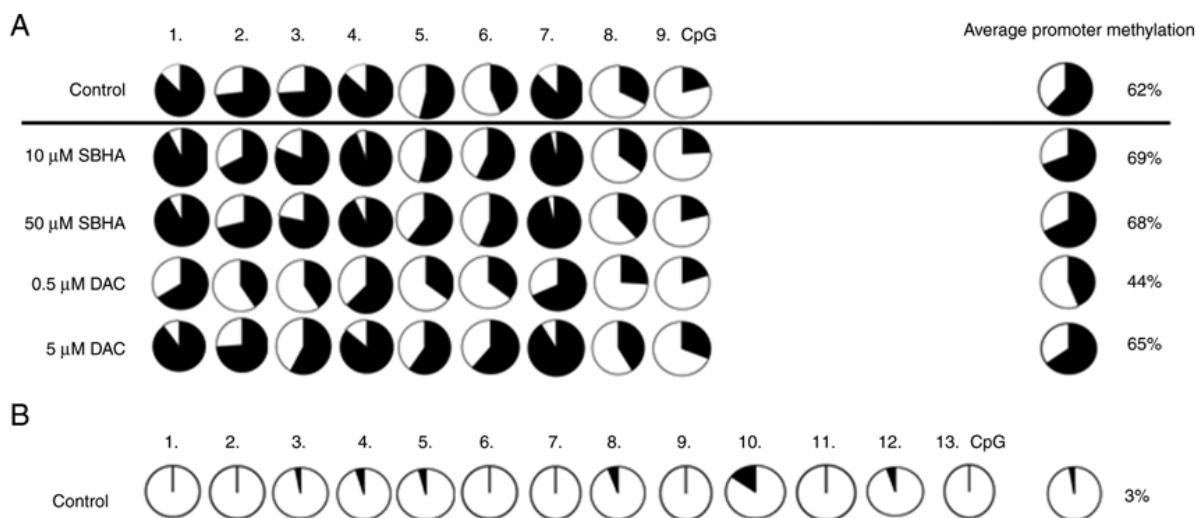 A
1. 2. 3. 4. 5. 6. 7. 8. 9. CpG Average promoter methylation
Control 62%
10 μM SBHA 69%
50 μM SBHA 68%
0.5 μM DAC 44%
5 μM DAC 65%
B
1. 2. 3. 4. 5. 6. 7. 8. 9. 10. 11. 12. 13. CpG
Control 3%